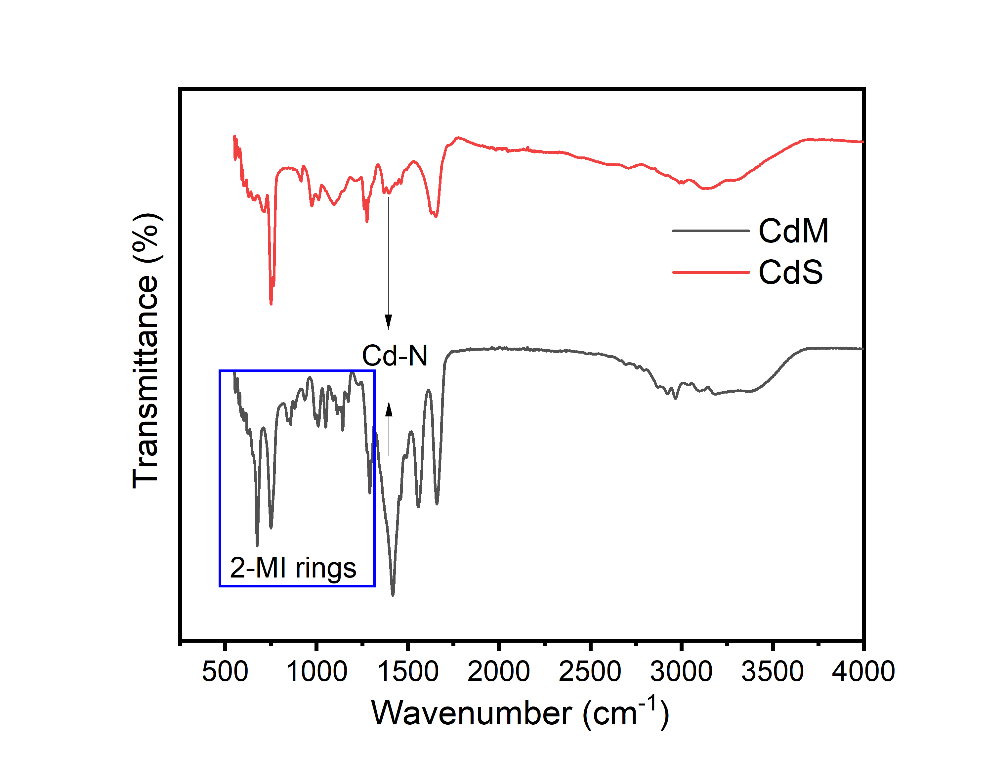 Transmittance (%)
CdM
CdS
Cd-N
2-MI rings
500 1000 1500 2000 2500 3000 3500 4000
Wavenumber (cm⁻¹)